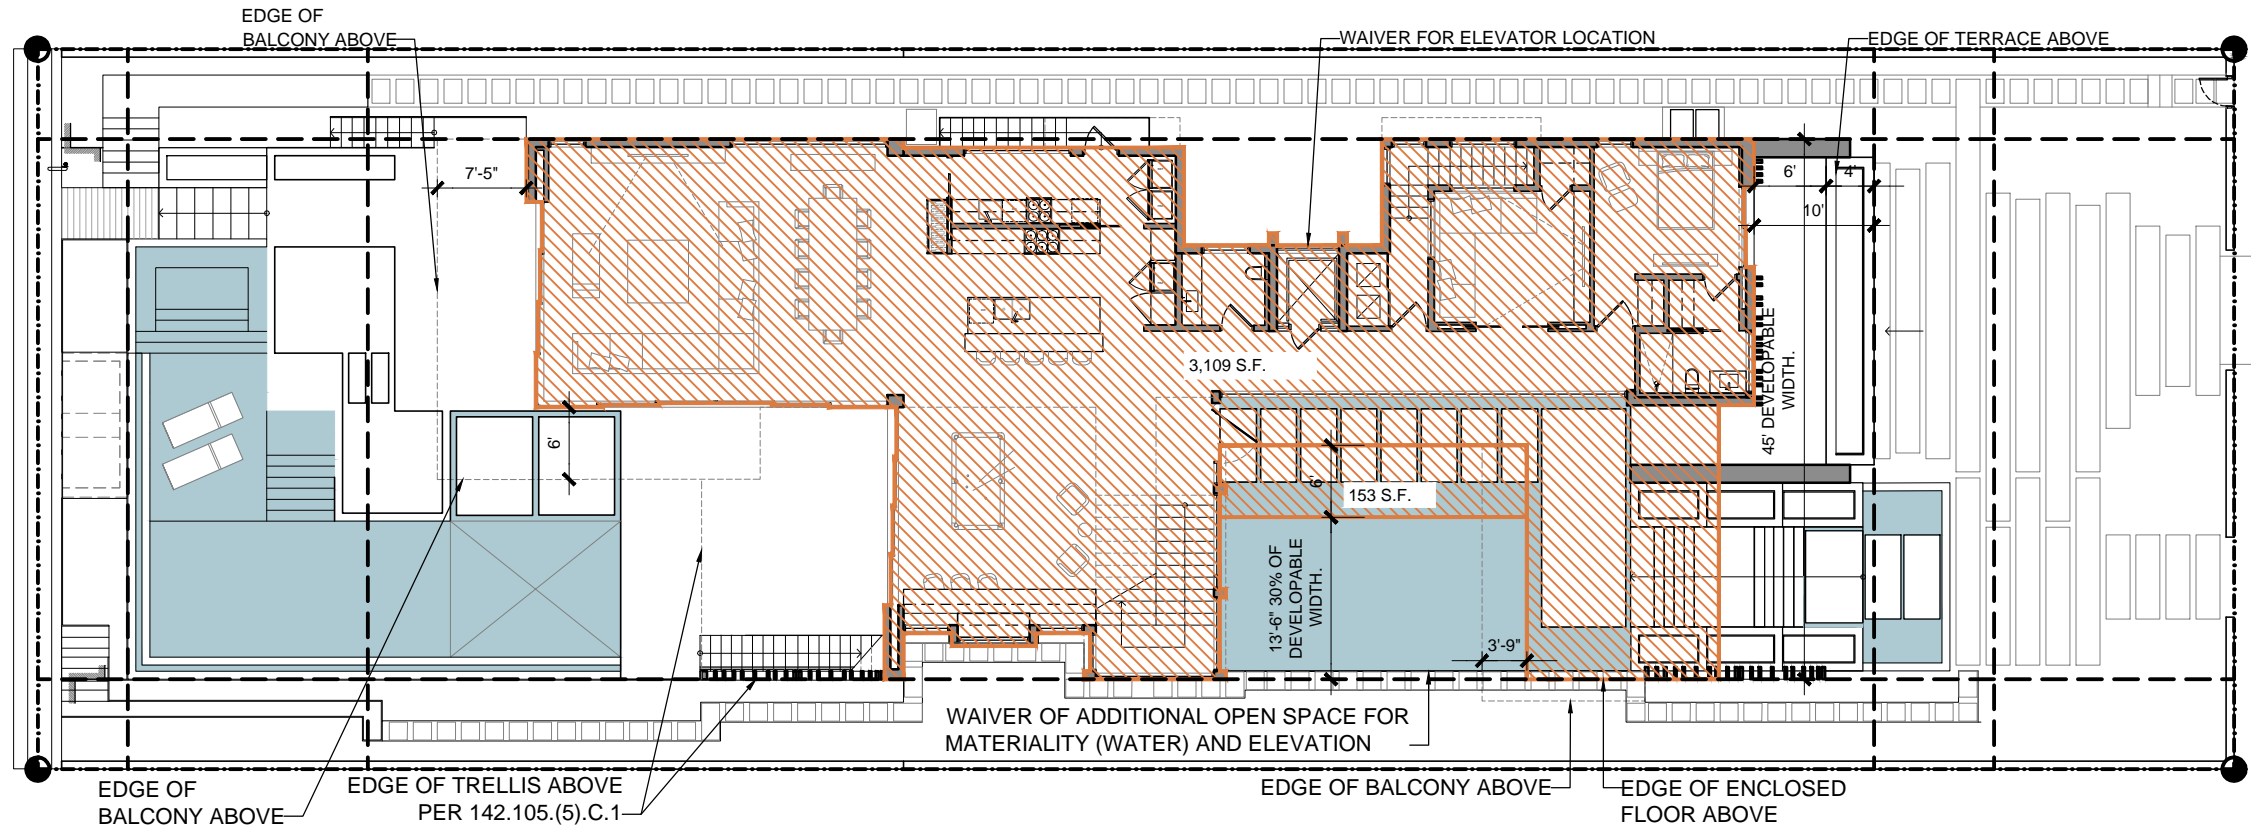 EDGE OF
BALCONY ABOVE
WAIVER FOR ELEVATOR LOCATION
EDGE OF TERRACE ABOVE
7'-5"
6'
4'
10'
45' DEVELOPABLE
WIDTH.
3,109 S.F.
6'
6'
153 S.F.
13'-6" 30% OF
DEVELOPABLE
WIDTH.
3'-9"
WAIVER OF ADDITIONAL OPEN SPACE FOR
MATERIALITY (WATER) AND ELEVATION
EDGE OF
BALCONY ABOVE
EDGE OF TRELLIS ABOVE
PER 142.105.(5).C.1
EDGE OF BALCONY ABOVE
EDGE OF ENCLOSED
FLOOR ABOVE